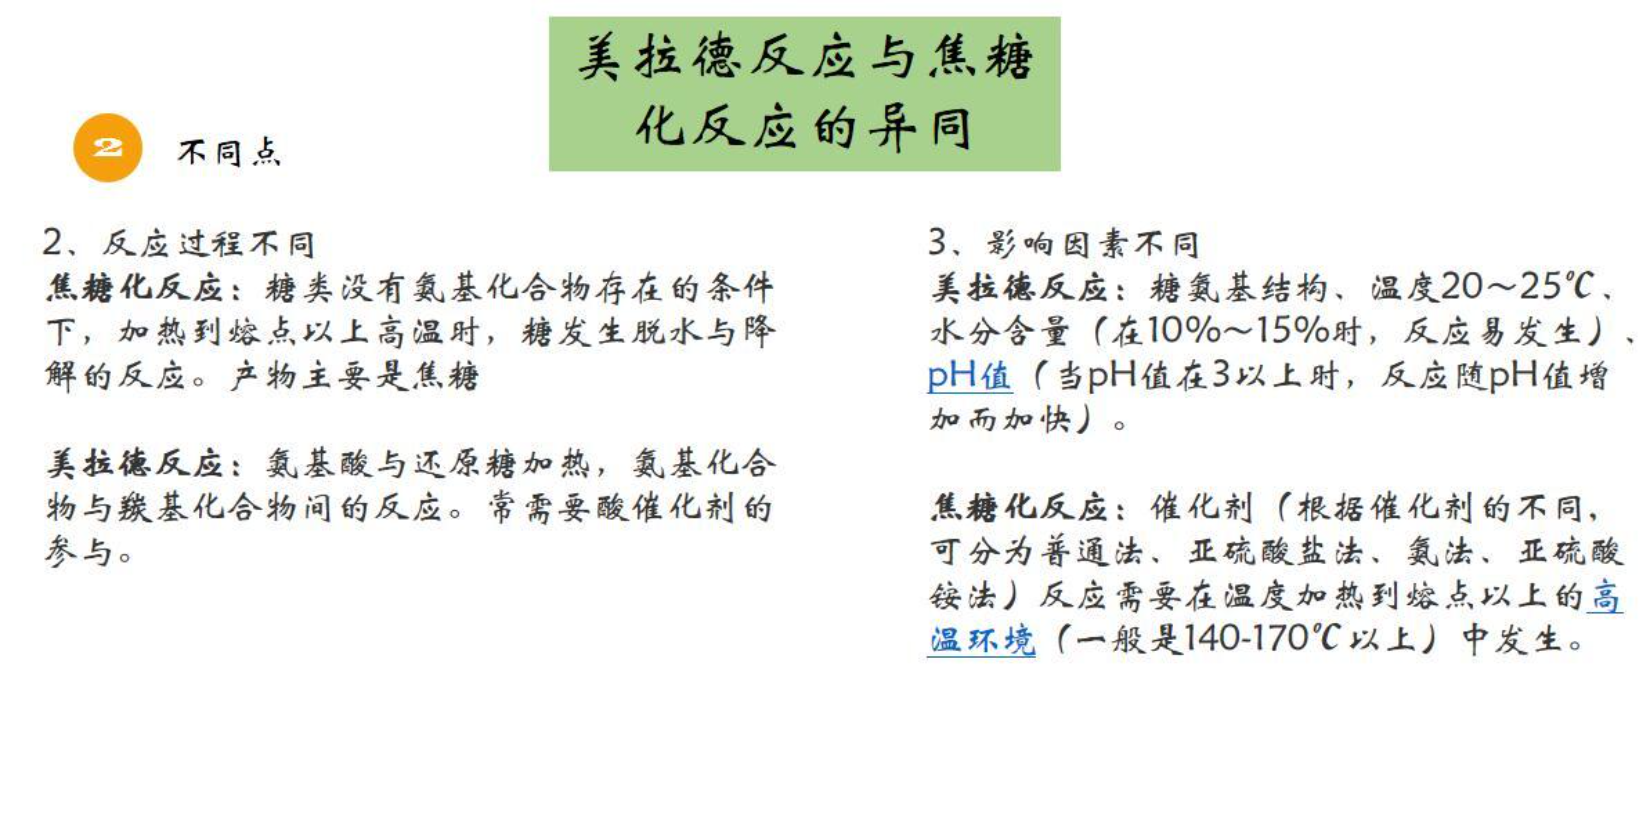 美拉德反应与焦糖
化反应的异同
2 不同点
2、反应过程不同
焦糖化反应：糖类没有氨基化合物存在的条件
下，加热到熔点以上高温时，糖发生脱水与降
解的反应。产物主要是焦糖
美拉德反应：氨基酸与还原糖加热，氨基化合
物与羰基化合物间的反应。常需要酸催化剂的
参与。
3、影响因素不同
美拉德反应：糖氨基结构、温度20～25℃、
水分含量（在10%～15%时，反应易发生）、
pH值（当pH值在3以上时，反应随pH值增
加而加快）。
焦糖化反应：催化剂（根据催化剂的不同，
可分为普通法、亚硫酸盐法、氨法、亚硫酸
铵法）反应需要在温度加热到熔点以上的高
温环境（一般是140-170℃以上）中发生。